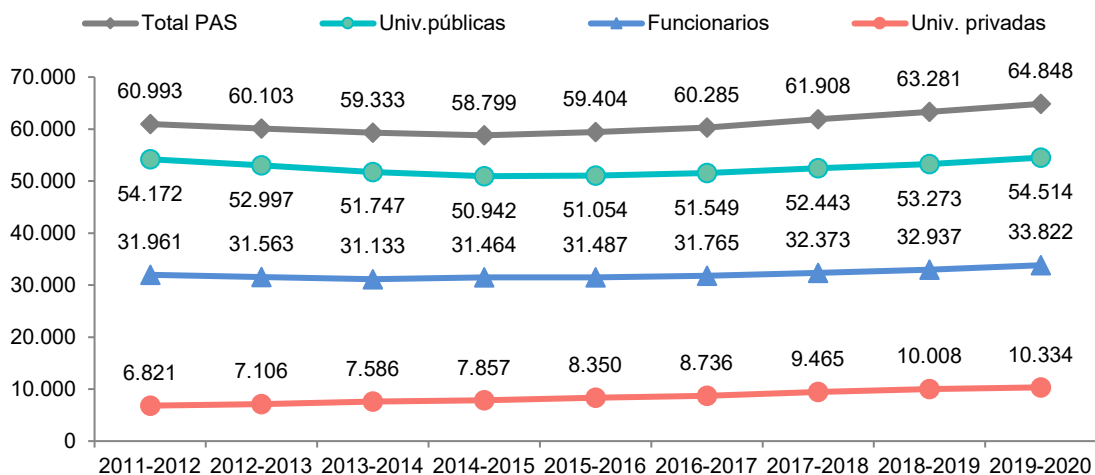 Total PAS Univ.públicas Funcionarios Univ. privadas
70.000
60.000
50.000
40.000
30.000
20.000
10.000
0
60.993 60.103 59.333 58.799 59.404 60.285 61.908 63.281 64.848
54.172 52.997 51.747 50.942 51.054 51.549 52.443 53.273 54.514
31.961 31.563 31.133 31.464 31.487 31.765 32.373 32.937 33.822
6.821 7.106 7.586 7.857 8.350 8.736 9.465 10.008 10.334
2011-2012 2012-2013 2013-2014 2014-2015 2015-2016 2016-2017 2017-2018 2018-2019 2019-2020